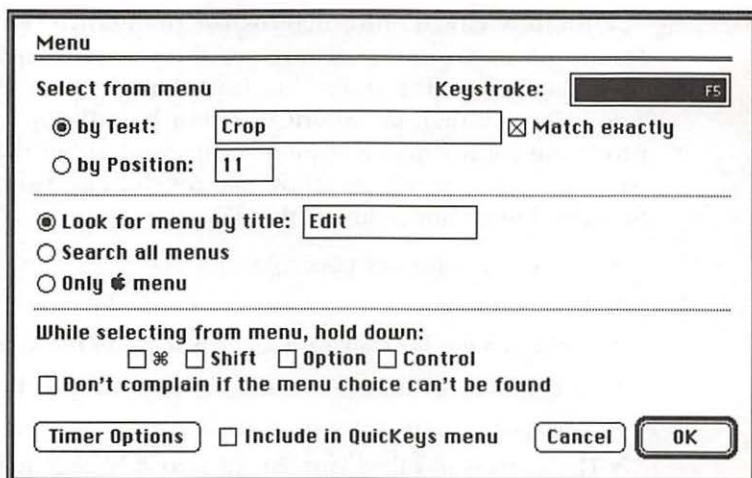 Menu
Select from menu Keystroke: F5
by Text: Crop Match exactly
by Position: 11
Look for menu by title: Edit
Search all menus
Only  menu
While selecting from menu, hold down:
⌘ Shift Option Control
Don't complain if the menu choice can't be found
Timer Options Include in QuicKeys menu Cancel OK